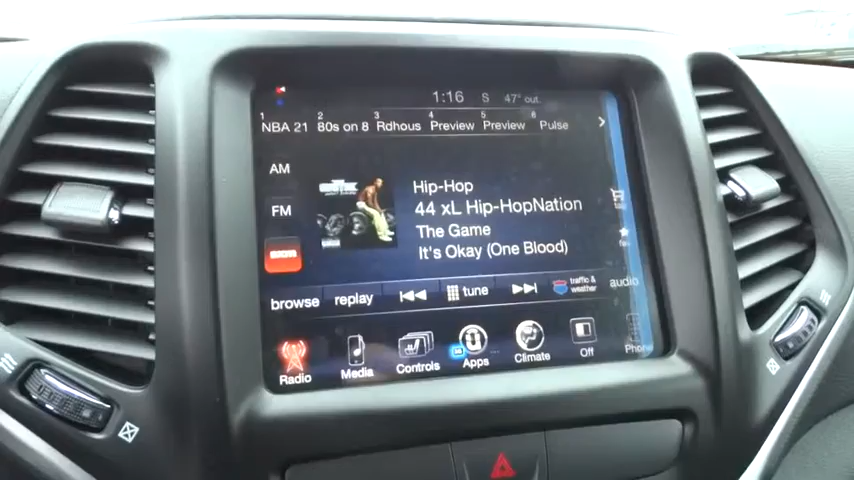 1:16 S 47° out.
1 2 3 4 5 6
NBA 21 80s on 8 Rdhous Preview Preview Pulse
AM
FM
Hip-Hop
44 xL Hip-HopNation
The Game
It's Okay (One Blood)
tag
fav
browse replay tune traffic & weather audio
Radio Media Controls Apps Climate Off Phone